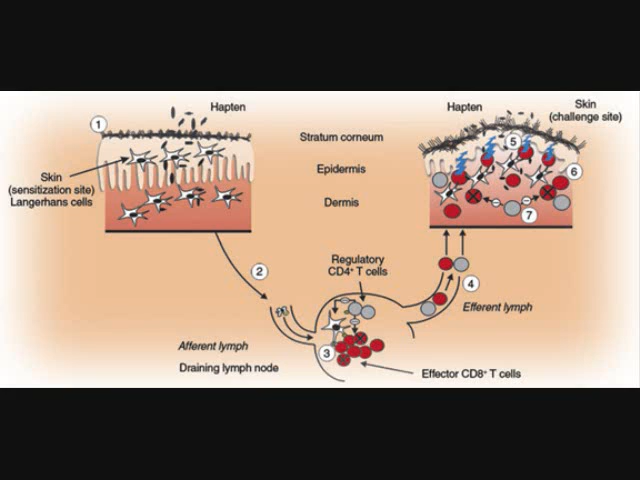 1
Hapten
Hapten
Skin
(challenge site)
Stratum corneum
5
Skin
(sensitization site)
Langerhans cells
Epidermis
6
Dermis
7
Regulatory
CD4+ T cells
2
4
Efferent lymph
Afferent lymph
3
Draining lymph node
Effector CD8+ T cells